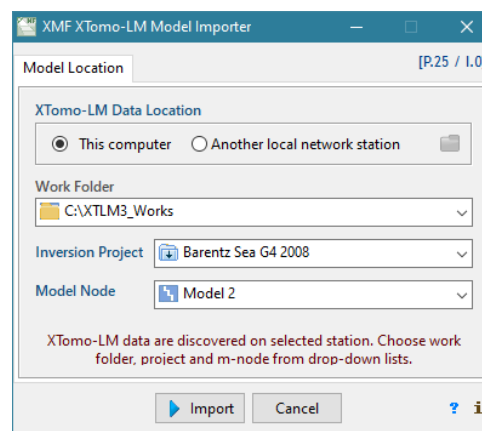 XMF XTomo-LM Model Importer
Model Location
[P.25 / I.0
XTomo-LM Data Location
This computer
Another local network station
Work Folder
C:\XTLM3_Works
Inversion Project
Barentz Sea G4 2008
Model Node
Model 2
XTomo-LM data are discovered on selected station. Choose work
folder, project and m-node from drop-down lists.
Import
Cancel
? i